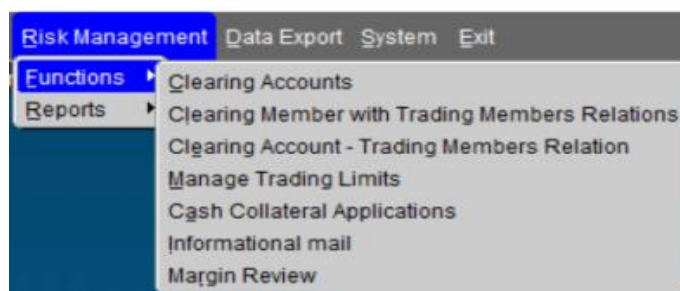 Risk Management Data Export System Exit
Functions
Reports
Clearing Accounts
Clearing Member with Trading Members Relations
Clearing Account - Trading Members Relation
Manage Trading Limits
Cash Collateral Applications
Informational mail
Margin Review